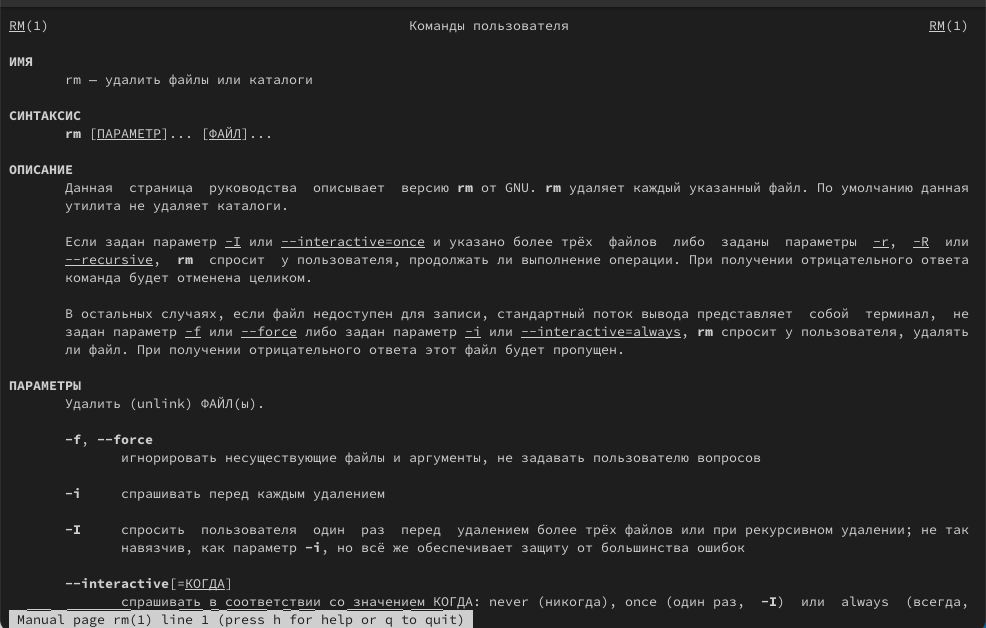 RM(1) Команды пользователя RM(1)
ИМЯ
rm — удалить файлы или каталоги
СИНТАКСИС
rm [ПАРАМЕТР]... [ФАЙЛ]...
ОПИСАНИЕ
Данная страница руководства описывает версию rm от GNU. rm удаляет каждый указанный файл. По умолчанию данная
утилита не удаляет каталоги.
Если задан параметр -I или --interactive=once и указано более трёх файлов либо заданы параметры -r, -R или
--recursive, rm спросит у пользователя, продолжать ли выполнение операции. При получении отрицательного ответа
команда будет отменена целиком.
В остальных случаях, если файл недоступен для записи, стандартный поток вывода представляет собой терминал, не
задан параметр -f или --force либо задан параметр -i или --interactive=always, rm спросит у пользователя, удалять
ли файл. При получении отрицательного ответа этот файл будет пропущен.
ПАРАМЕТРЫ
Удалить (unlink) ФАЙЛ(ы).
-f, --force
игнорировать несуществующие файлы и аргументы, не задавать пользователю вопросов
-i спрашивать перед каждым удалением
-I спросить пользователя один раз перед удалением более трёх файлов или при рекурсивном удалении; не так
навязчив, как параметр -i, но всё же обеспечивает защиту от большинства ошибок
--interactive[=КОГДА]
спрашивать в соответствии со значением КОГДА: never (никогда), once (один раз, -I) или always (всегда,
Manual page rm(1) line 1 (press h for help or q to quit)